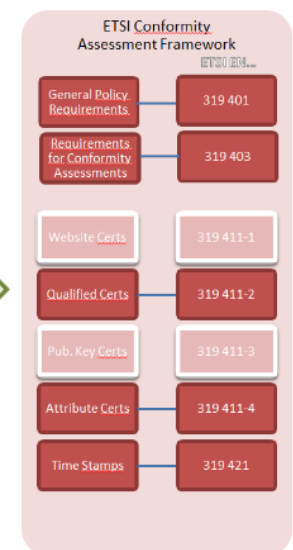 ETSI Conformity
Assessment Framework
ETSI EN...
General Policy
Requirements
319 401
Requirements
for Conformity
Assessments
319 403
Website Certs
319 411-1
Qualified Certs
319 411-2
Pub. Key Certs
319 411-3
Attribute Certs
319 411-4
Time Stamps
319 421